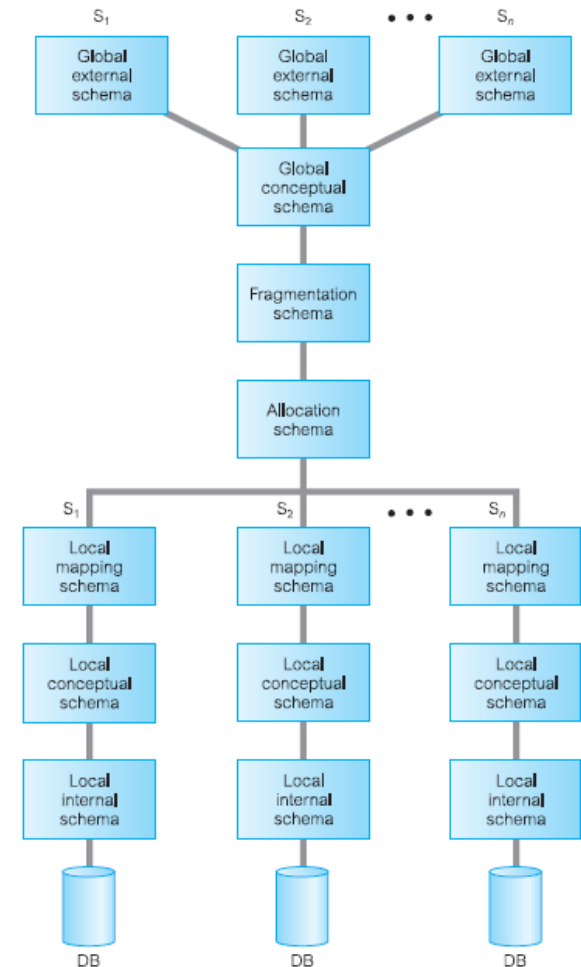 S1
S2
• • •
Sn
Global
external
schema
Global
external
schema
Global
external
schema
Global
conceptual
schema
Fragmentation
schema
Allocation
schema
S1
S2
• • •
Sn
Local
mapping
schema
Local
mapping
schema
Local
mapping
schema
Local
conceptual
schema
Local
conceptual
schema
Local
conceptual
schema
Local
internal
schema
Local
internal
schema
Local
internal
schema
DB
DB
DB